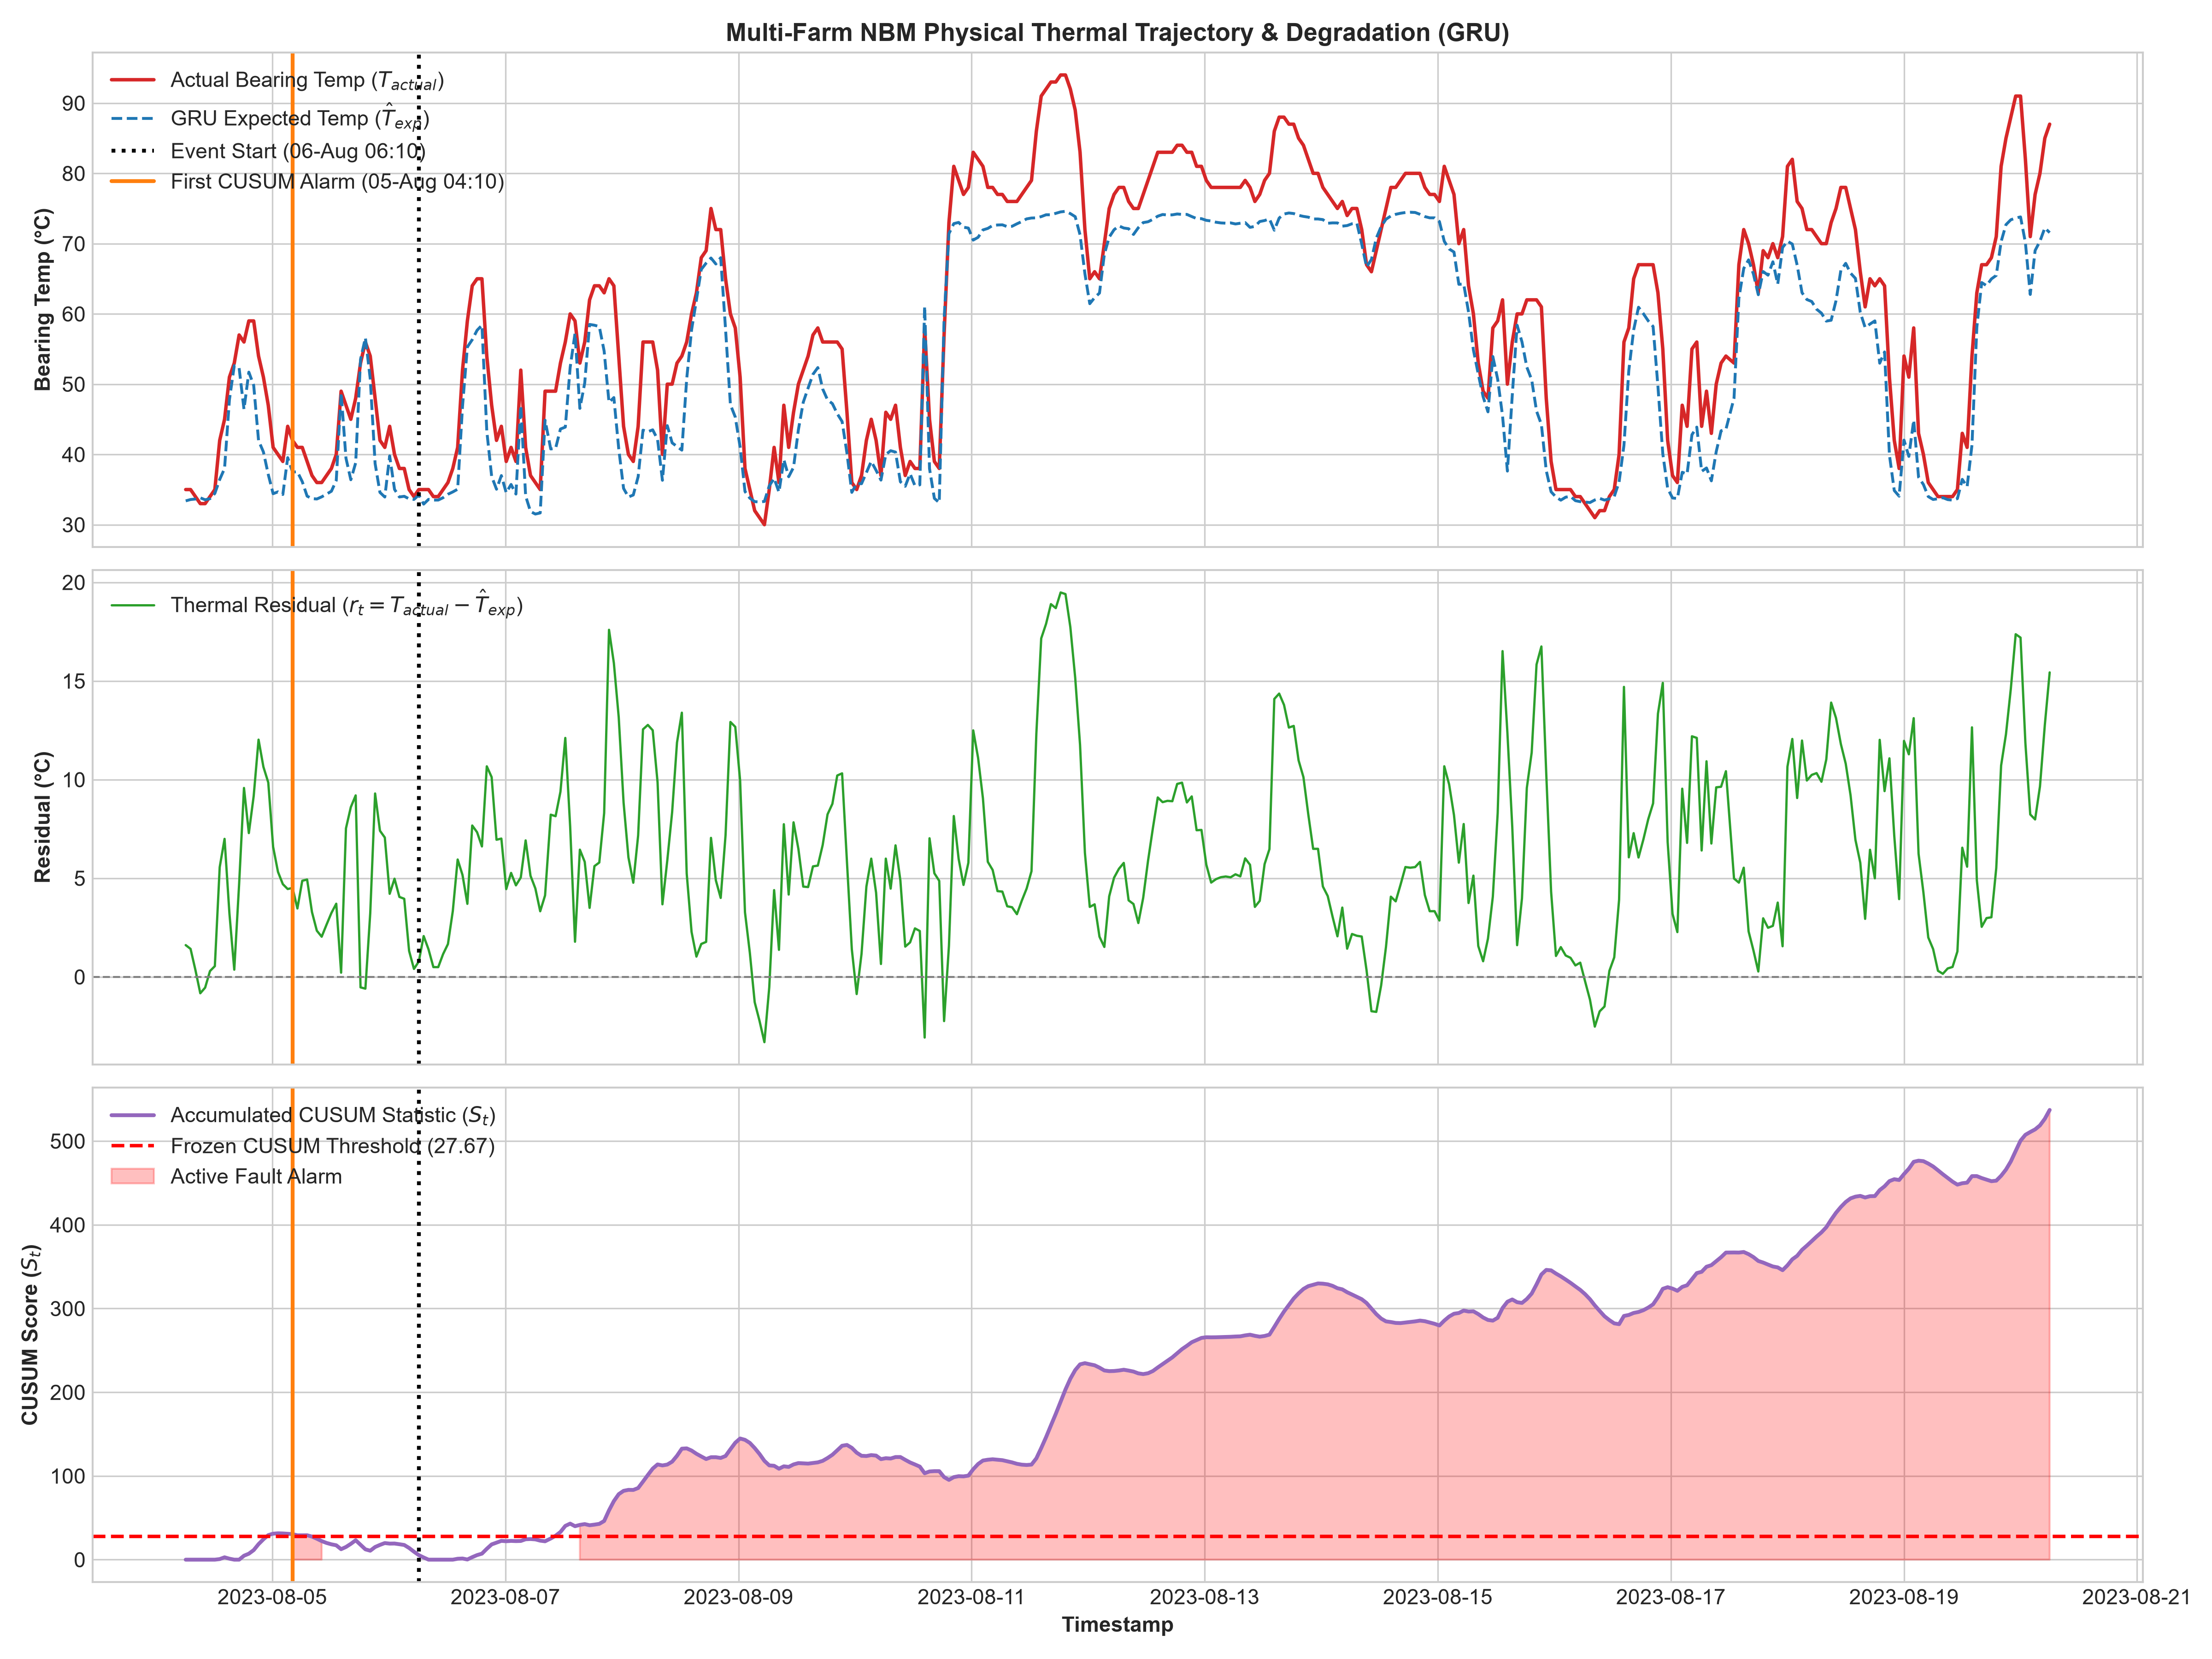 Multi-Farm NBM Physical Thermal Trajectory & Degradation (GRU)
Actual Bearing Temp (T_actual)
GRU Expected Temp (T̂_exp)
Event Start (06-Aug 06:10)
First CUSUM Alarm (05-Aug 04:10)
Bearing Temp (°C)
90
80
70
60
50
40
30
Thermal Residual (r_t = T_actual − T̂_exp)
Residual (°C)
20
15
10
5
0
Accumulated CUSUM Statistic (S_t)
Frozen CUSUM Threshold (27.67)
Active Fault Alarm
CUSUM Score (S_t)
500
400
300
200
100
0
2023-08-05 2023-08-07 2023-08-09 2023-08-11 2023-08-13 2023-08-15 2023-08-17 2023-08-19 2023-08-21
Timestamp